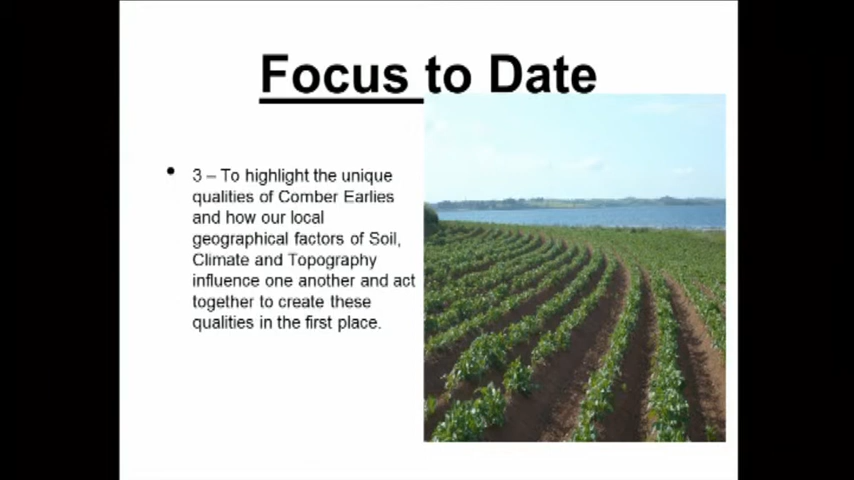 Focus to Date
• 3 – To highlight the unique
qualities of Comber Earlies
and how our local
geographical factors of Soil,
Climate and Topography
influence one another and act
together to create these
qualities in the first place.